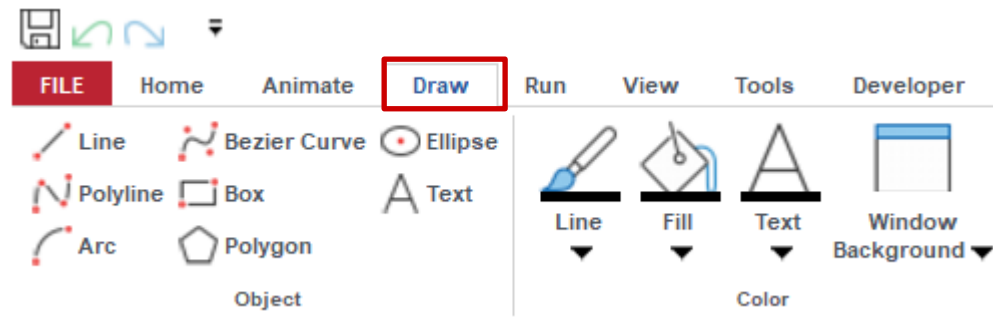 FILE Home Animate Draw Run View Tools Developer
Line Bezier Curve Ellipse
Polyline Box Text
Arc Polygon
Line Fill Text Window
Background
Object Color